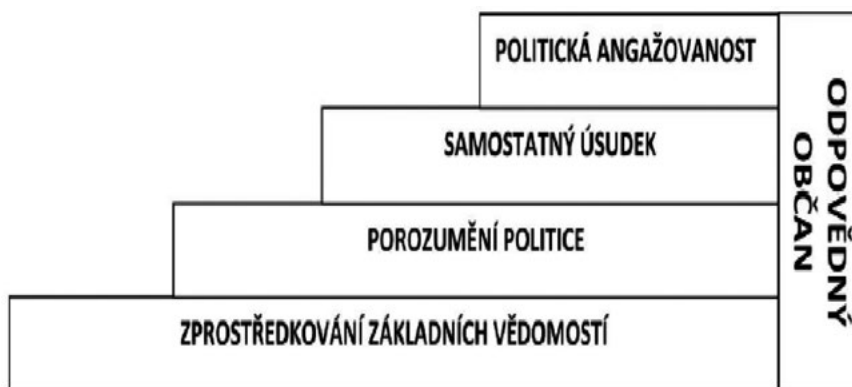 POLITICKÁ ANGAŽOVANOST
SAMOSTATNÝ ÚSUDEK
POROZUMĚNÍ POLITICE
ZPROSTŘEDKOVÁNÍ ZÁKLADNÍCH VĚDOMOSTÍ
ODPOVĚDNÝ
OBČAN